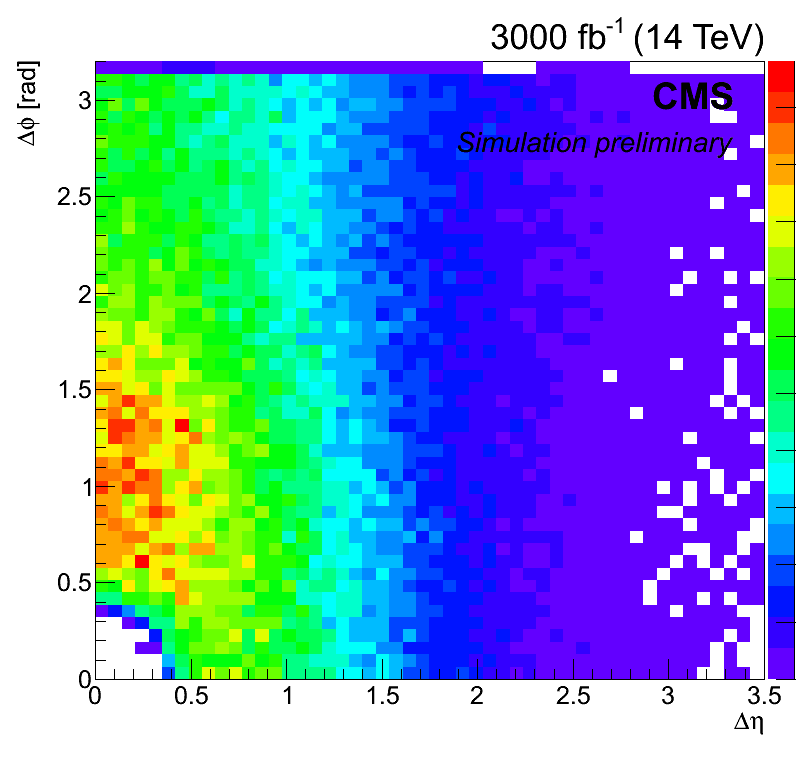 3000 fb⁻¹ (14 TeV)
CMS
Simulation preliminary
Δϕ [rad]
3
2.5
2
1.5
1
0.5
0
0 0.5 1 1.5 2 2.5 3 3.5
Δη